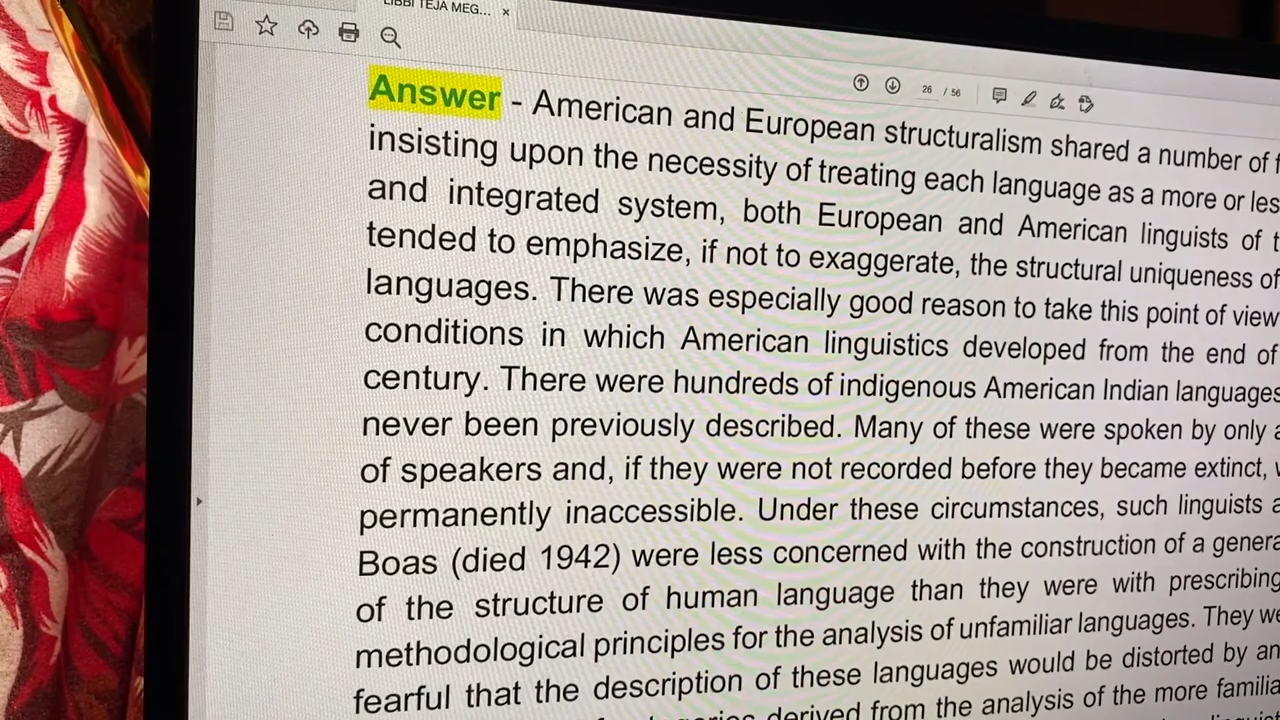 LIBBI TEJA MEG... ×
26 / 56
Answer - American and European structuralism shared a number of
insisting upon the necessity of treating each language as a more or les
and integrated system, both European and American linguists of t
tended to emphasize, if not to exaggerate, the structural uniqueness of
languages. There was especially good reason to take this point of view
conditions in which American linguistics developed from the end of
century. There were hundreds of indigenous American Indian languages
never been previously described. Many of these were spoken by only a
of speakers and, if they were not recorded before they became extinct,
permanently inaccessible. Under these circumstances, such linguists a
Boas (died 1942) were less concerned with the construction of a genera
of the structure of human language than they were with prescribing
methodological principles for the analysis of unfamiliar languages. They we
fearful that the description of these languages would be distorted by an
derived from the analysis of the more familia